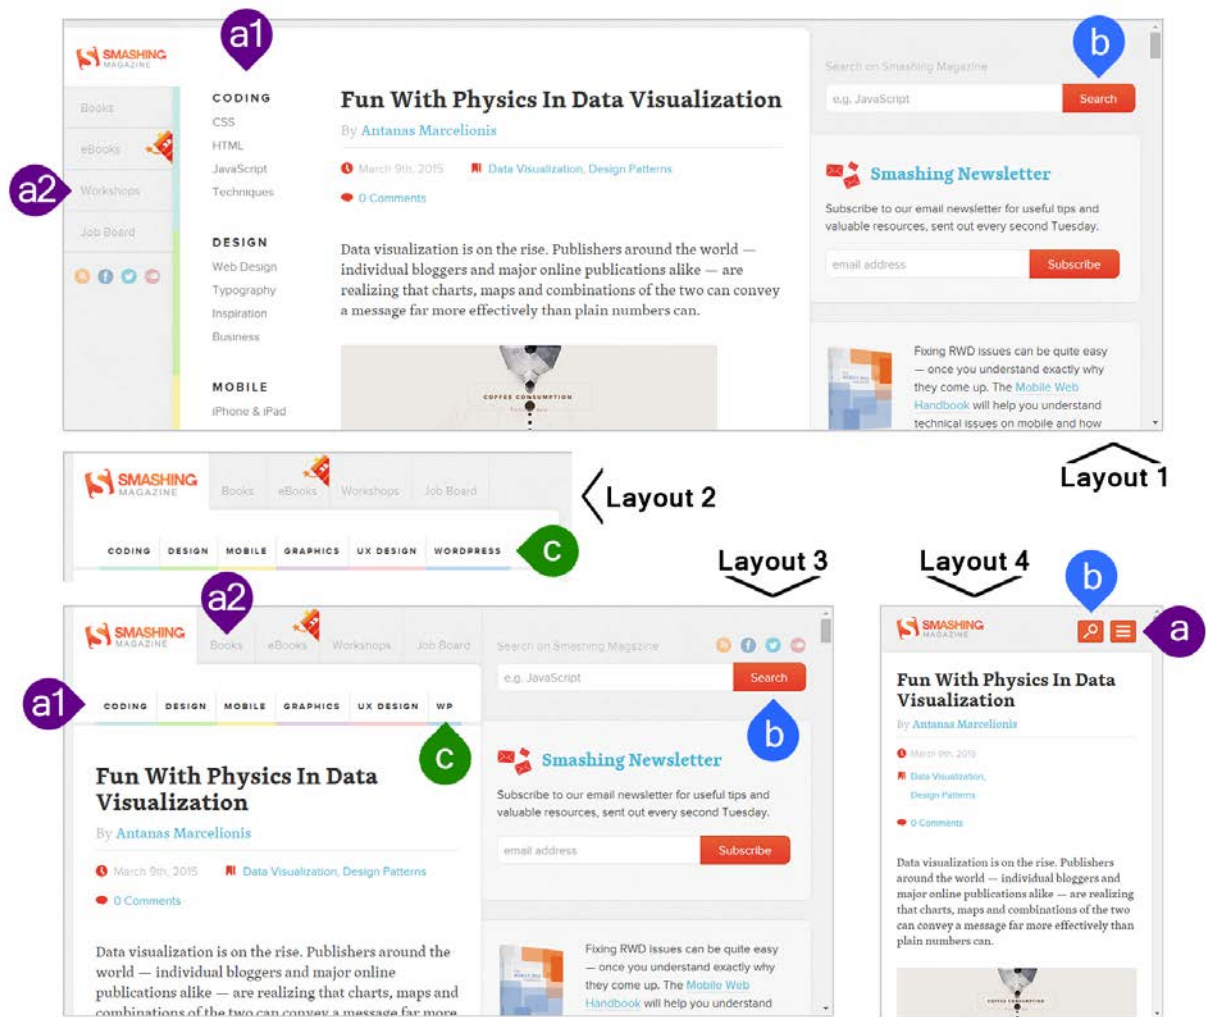 a1
b
SMASHING
MAGAZINE
Search on Smashing Magazine
Books
eBooks
a2
Workshops
Job Board
CODING
CSS
HTML
JavaScript
Techniques
DESIGN
Web Design
Typography
Inspiration
Business
MOBILE
iPhone & iPad
Fun With Physics In Data Visualization
By Antanas Marcelionis
March 9th, 2015
Data Visualization, Design Patterns
0 Comments
Data visualization is on the rise. Publishers around the world —
individual bloggers and major online publications alike — are
realizing that charts, maps and combinations of the two can convey
a message far more effectively than plain numbers can.
COFFEE CONSUMPTION
e.g. JavaScript
Search
Smashing Newsletter
Subscribe to our email newsletter for useful tips and
valuable resources, sent out every second Tuesday.
email address
Subscribe
Fixing RWD issues can be quite easy
— once you understand exactly why
they come up. The Mobile Web
Handbook will help you understand
technical issues on mobile and how
Layout 1
SMASHING
MAGAZINE
Books
eBooks
Workshops
Job Board
CODING DESIGN MOBILE GRAPHICS UX DESIGN WORDPRESS
c
Layout 2
Layout 3
a2
SMASHING
MAGAZINE
Books
eBooks
Workshops
Job Board
Search on Smashing Magazine
e.g. JavaScript
Search
a1
CODING DESIGN MOBILE GRAPHICS UX DESIGN WP
c
b
Fun With Physics In Data
Visualization
By Antanas Marcelionis
March 9th, 2015
Data Visualization, Design Patterns
0 Comments
Data visualization is on the rise. Publishers around the
world — individual bloggers and major online
publications alike — are realizing that charts, maps and
combinations of the two can convey a message far more
Smashing Newsletter
Subscribe to our email newsletter for useful tips and
valuable resources, sent out every second Tuesday.
email address
Subscribe
Fixing RWD issues can be quite easy
— once you understand exactly why
they come up. The Mobile Web
Handbook will help you understand
Layout 4
b
a
SMASHING
MAGAZINE
Fun With Physics In Data
Visualization
By Antanas Marcelionis
March 9th, 2015
Data Visualization,
Design Patterns
0 Comments
Data visualization is on the rise. Publishers
around the world — individual bloggers and
major online publications alike — are realizing
that charts, maps and combinations of the two
can convey a message far more effectively than
plain numbers can.
COFFEE CONSUMPTION